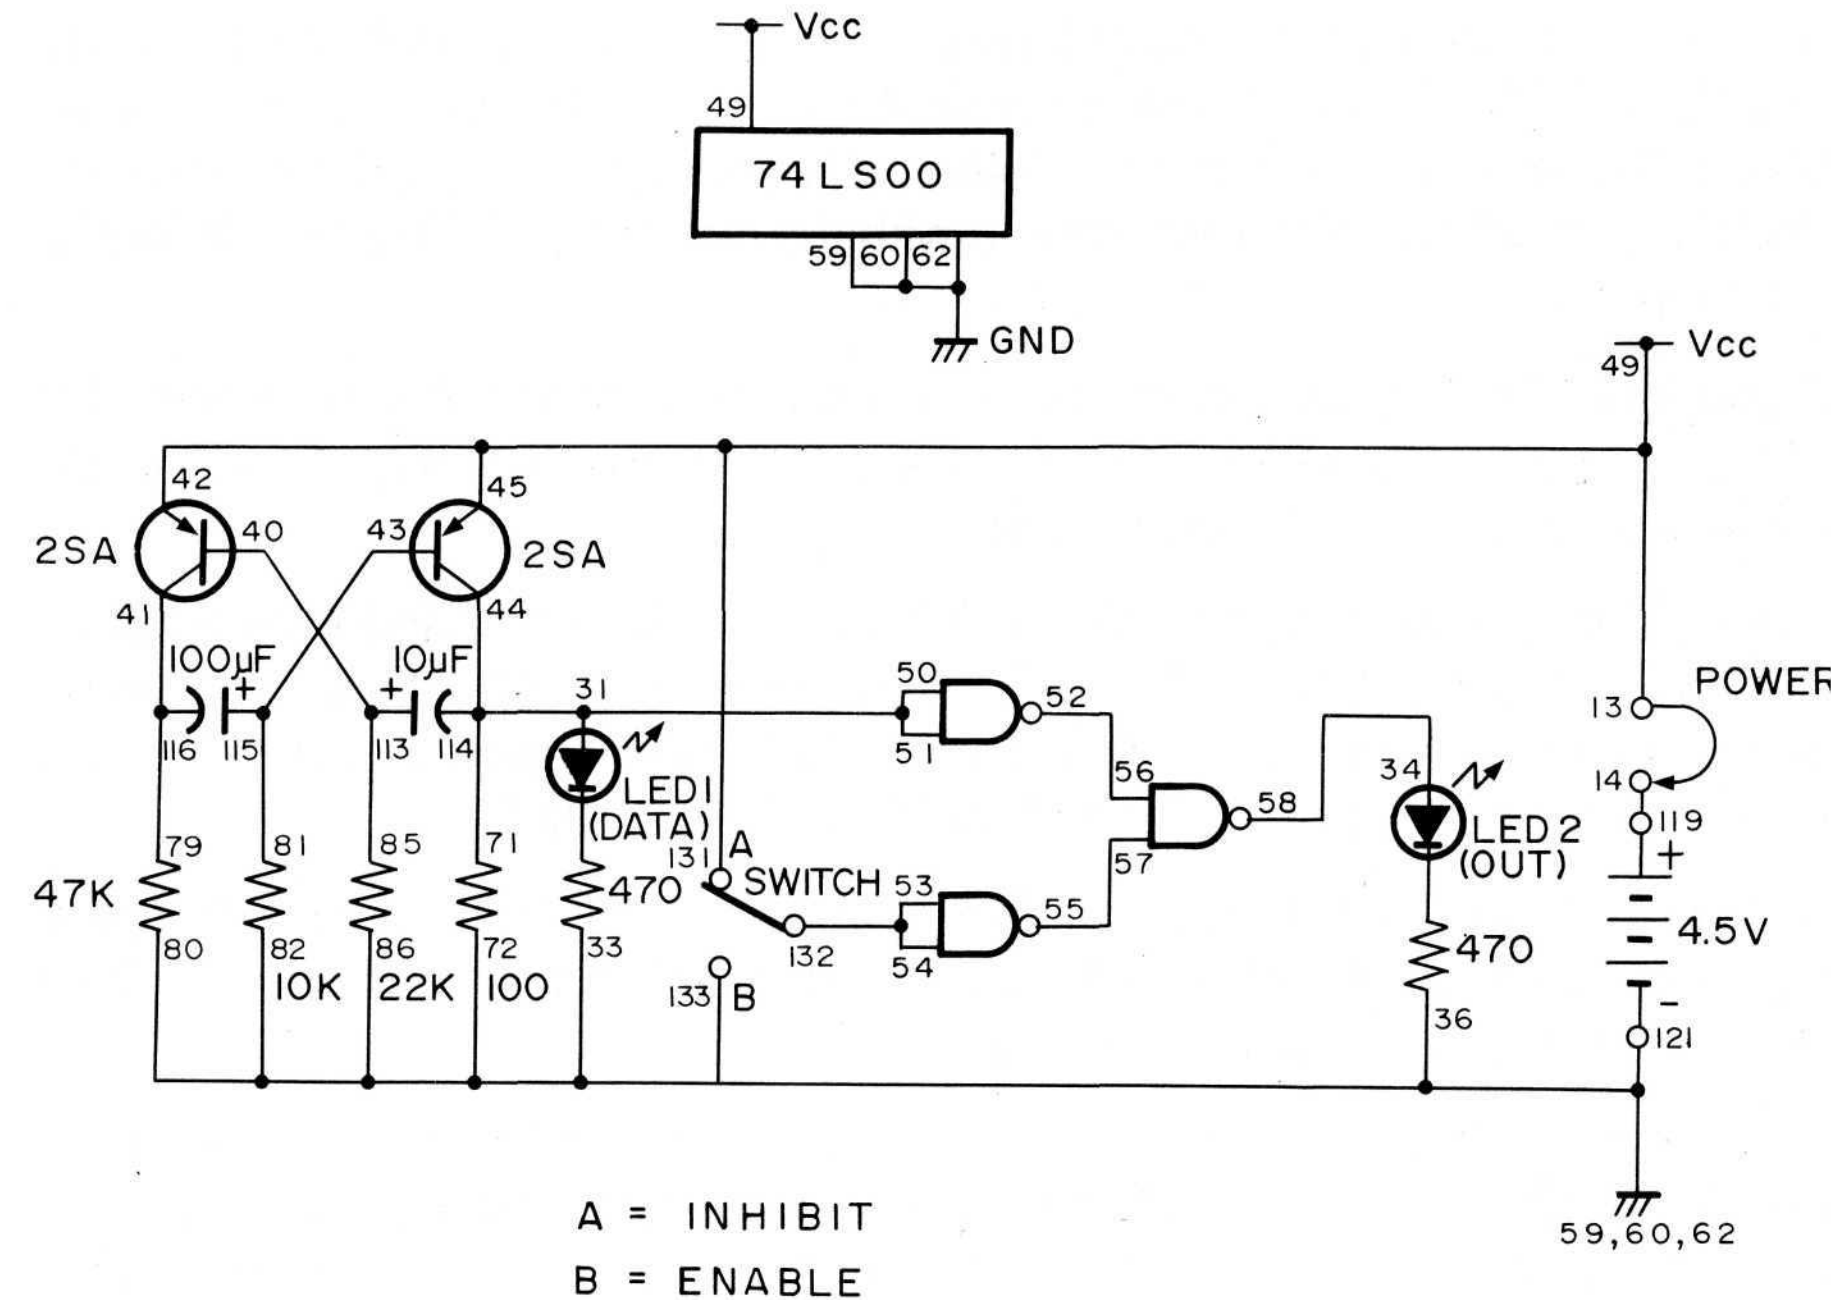 Vcc
49
74LS00
59 60 62
GND
Vcc
49
42
45
40
43
2SA
2SA
41
44
100µF
10µF
+
+
31
50
52
POWER
13
116
115
113
114
51
LED1
(DATA)
56
34
14
58
LED2
(OUT)
119
+
79
81
85
71
131
A
57
47K
470
SWITCH
53
55
4.5V
80
82
86
72
33
132
54
470
10K
22K
100
133
B
36
-
121
A = INHIBIT
59,60,62
B = ENABLE